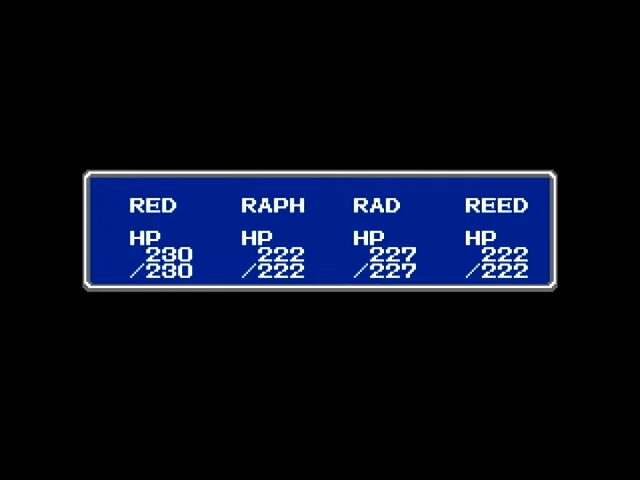 RED RAPH RAD REED
HP HP HP HP
230 222 227 222
/230 /222 /227 /222